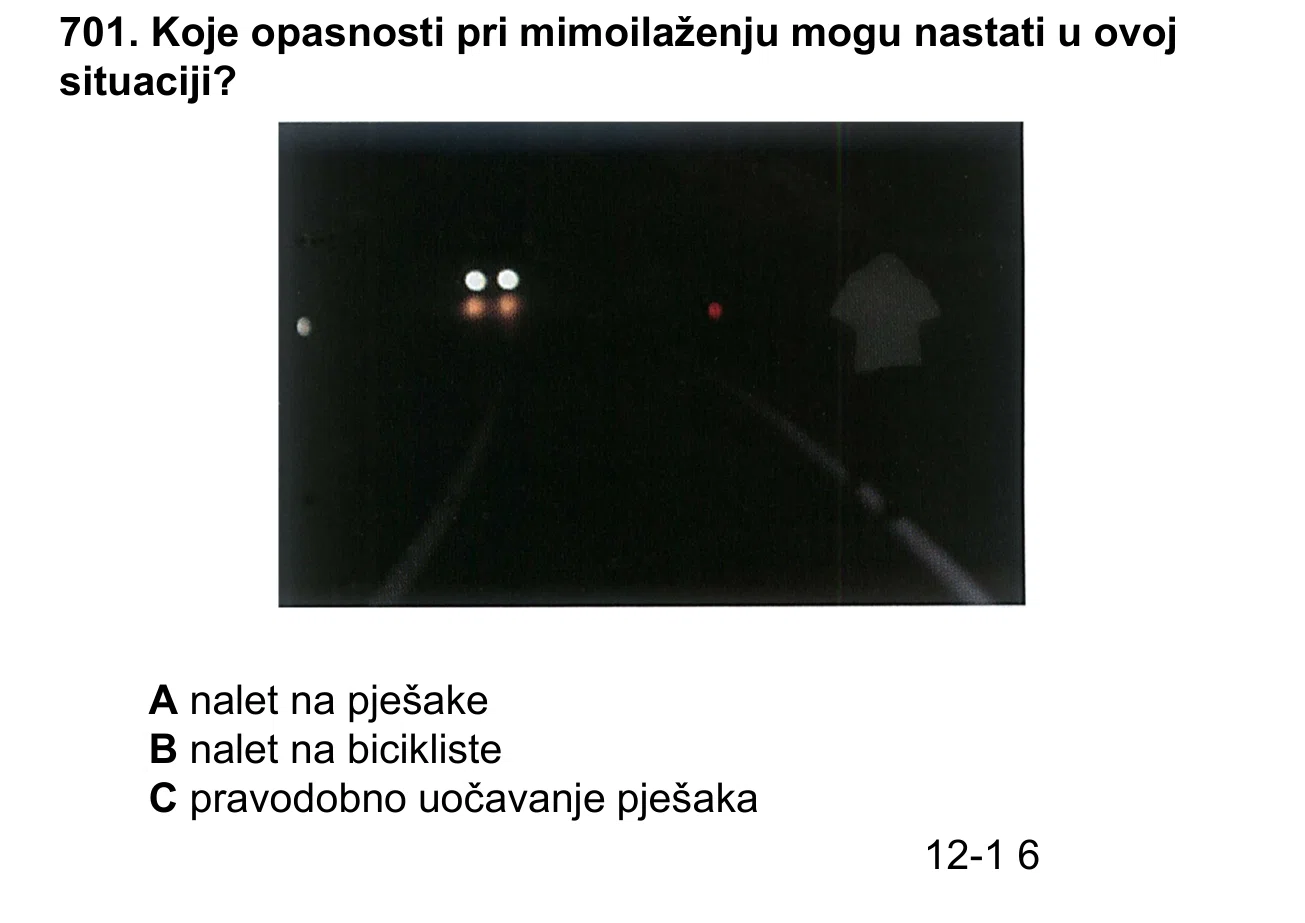 701. Koje opasnosti pri mimoilaženju mogu nastati u ovoj
situaciji?
A nalet na pješake
B nalet na bicikliste
C pravodobno uočavanje pješaka
12-1 6